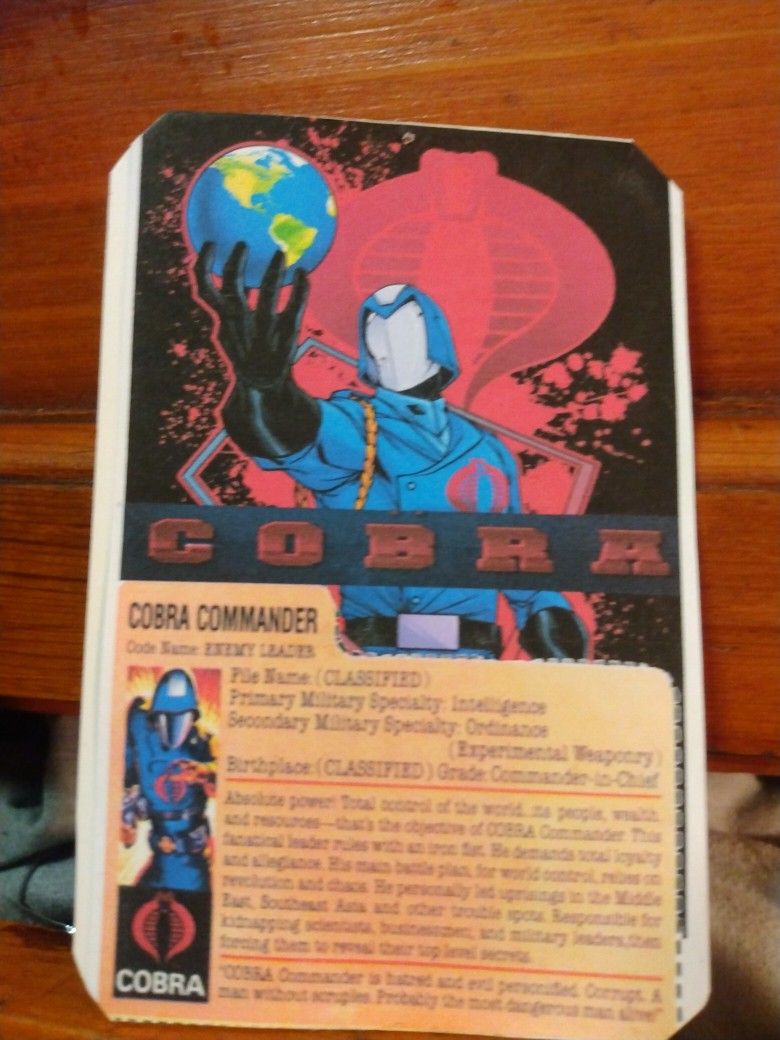 COBRA
COBRA COMMANDER
Code Name: ENEMY LEADER
File Name: (CLASSIFIED)
Primary Military Specialty: Intelligence
Secondary Military Specialty: Ordinance
(Experimental Weaponry)
Birthplace: (CLASSIFIED) Grade: Commander-in-Chief
Absolute power! Total control of the world...its people, wealth
and resources—that's the objective of COBRA Commander. This
fanatical leader rules with an iron fist. He demands total loyalty
and allegiance. His main battle plan, for world control, relies on
revolution and chaos. He personally led uprisings in the Middle
East, Southeast Asia and other trouble spots. Responsible for
kidnapping scientists, businessmen, and military leaders,then
forcing them to reveal their top level secrets.
"COBRA Commander is hatred and evil personified. Corrupt. A
man without scruples. Probably the most dangerous man alive!"
COBRA